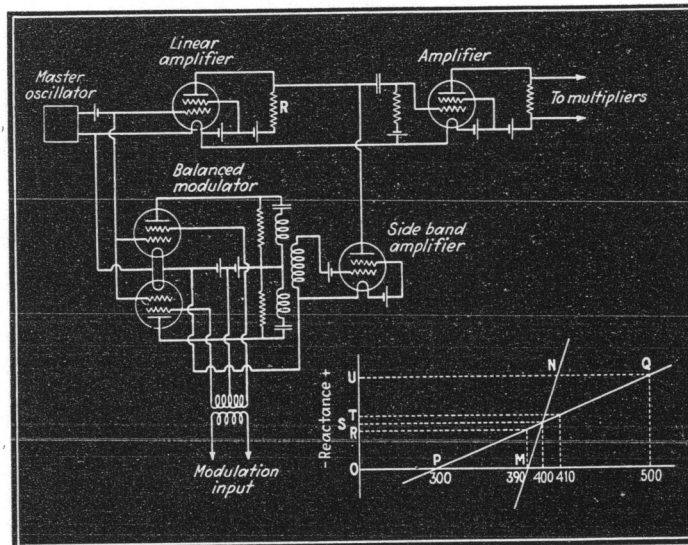 Linear
amplifier
Amplifier
Master
oscillator
R
To multipliers
Balanced
modulator
Side band
amplifier
N
Q
U
T
S
R
O
- Reactance +
P
M
300
390 400 410
500
Modulation
input